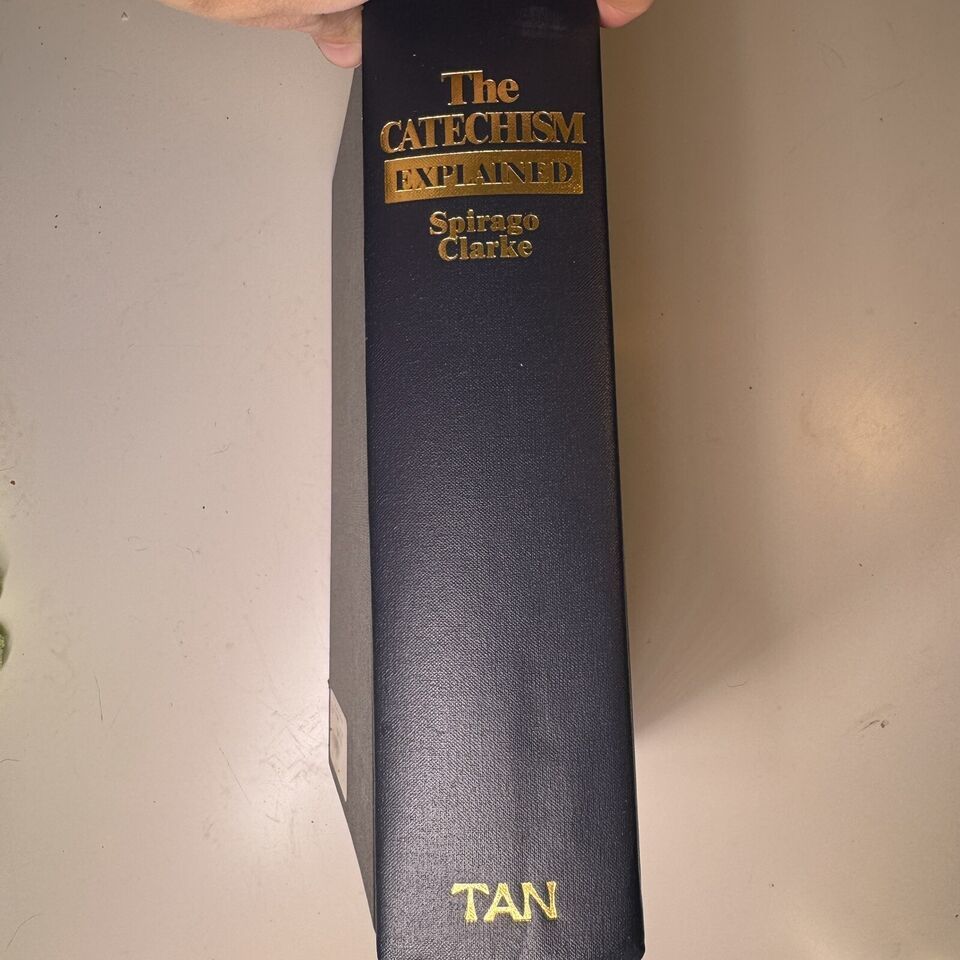 The
CATECHISM
EXPLAINED
Spirago
Clarke
TAN